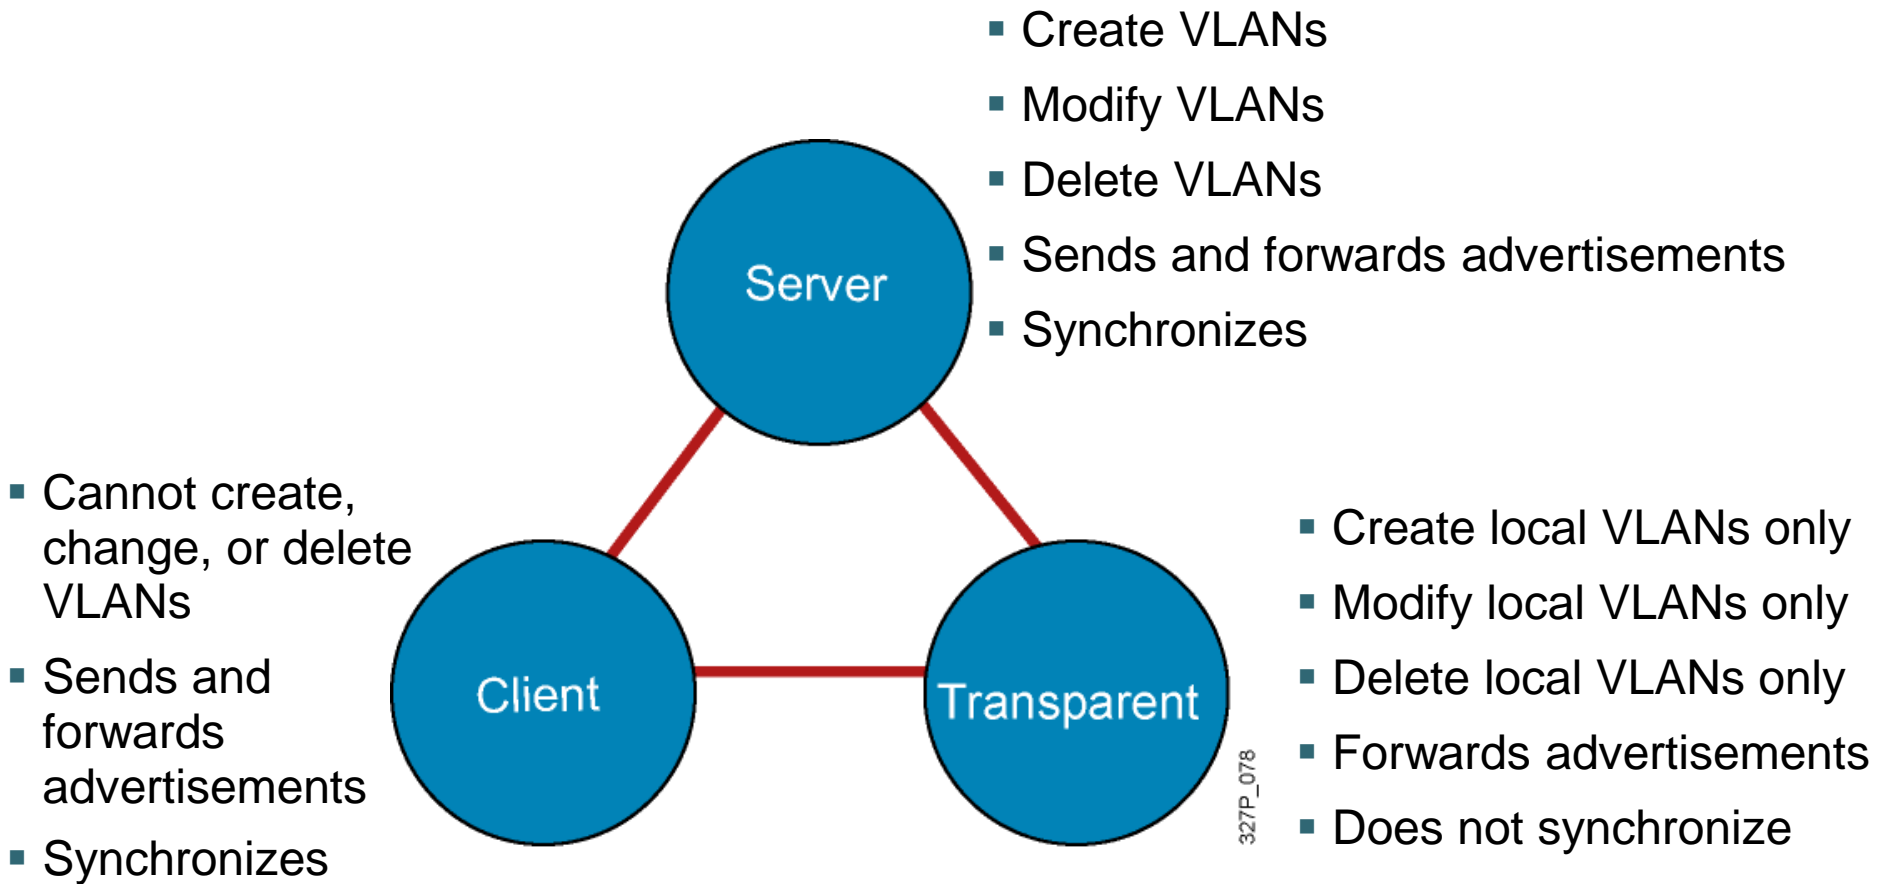 Create VLANs
Modify VLANs
Delete VLANs
Sends and forwards advertisements
Synchronizes
Server
Cannot create,
change, or delete
VLANs
Sends and
forwards
advertisements
Synchronizes
Client
Transparent
327P_078
Create local VLANs only
Modify local VLANs only
Delete local VLANs only
Forwards advertisements
Does not synchronize